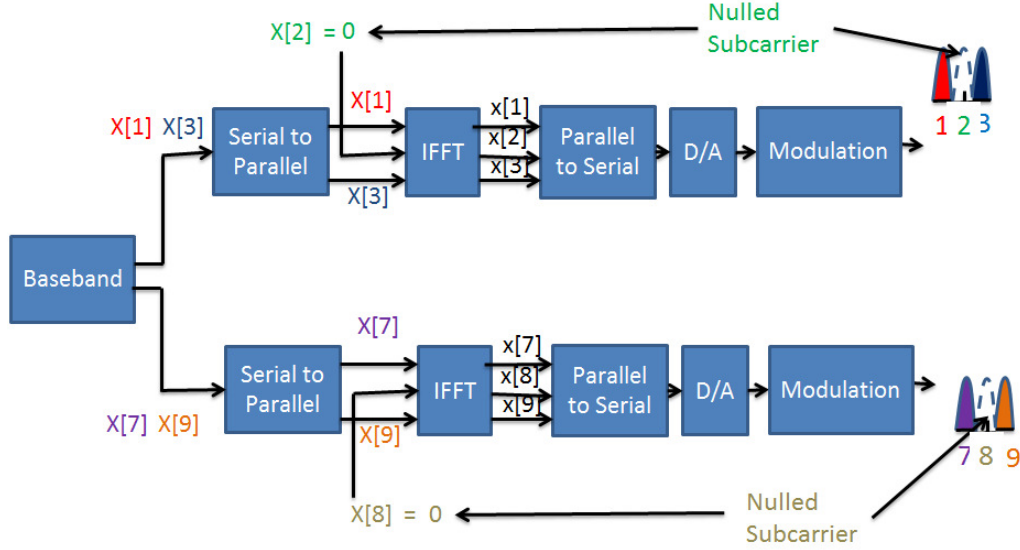 X[2] = 0
Nulled
Subcarrier
X[1] X[3]
Serial to
Parallel
X[1]
X[3]
IFFT
x[1]
x[2]
x[3]
Parallel
to Serial
D/A
Modulation
1 2 3
Baseband
X[7] X[9]
Serial to
Parallel
X[7]
X[9]
IFFT
x[7]
x[8]
x[9]
Parallel
to Serial
D/A
Modulation
7 8 9
X[8] = 0
Nulled
Subcarrier